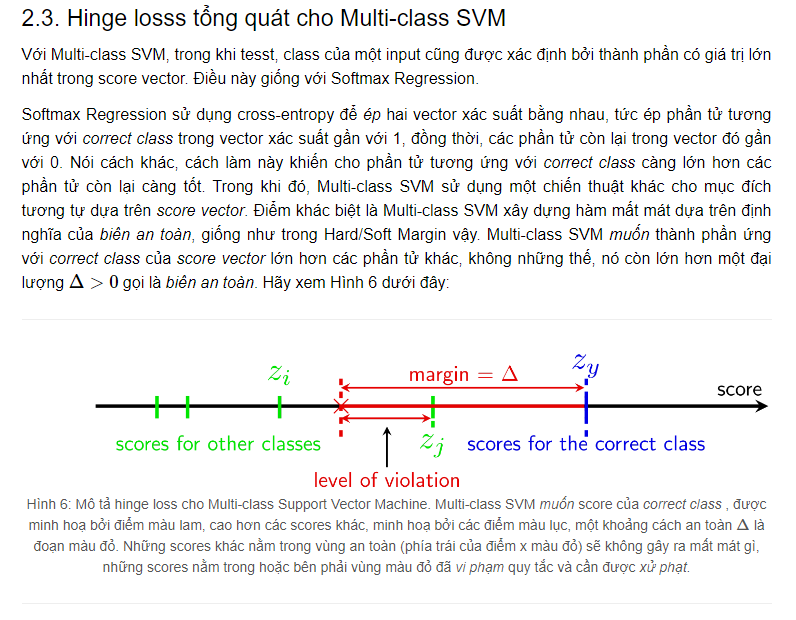 2.3. Hinge losss tổng quát cho Multi-class SVM
Với Multi-class SVM, trong khi tesst, class của một input cũng được xác định bởi thành phần có giá trị lớn
nhất trong score vector. Điều này giống với Softmax Regression.
Softmax Regression sử dụng cross-entropy để ép hai vector xác suất bằng nhau, tức ép phần tử tương
ứng với correct class trong vector xác suất gần với 1, đồng thời, các phần tử còn lại trong vector đó gần
với 0. Nói cách khác, cách làm này khiến cho phần tử tương ứng với correct class càng lớn hơn các
phần tử còn lại càng tốt. Trong khi đó, Multi-class SVM sử dụng một chiến thuật khác cho mục đích
tương tự dựa trên score vector. Điểm khác biệt là Multi-class SVM xây dựng hàm mất mát dựa trên định
nghĩa của biên an toàn, giống như trong Hard/Soft Margin vậy. Multi-class SVM muốn thành phần ứng
với correct class của score vector lớn hơn các phần tử khác, không những thế, nó còn lớn hơn một đại
lượng Δ > 0 gọi là biên an toàn. Hãy xem Hình 6 dưới đây:
z_i
margin = Δ
z_y
score
scores for other classes
z_j
scores for the correct class
level of violation
Hình 6: Mô tả hinge loss cho Multi-class Support Vector Machine. Multi-class SVM muốn score của correct class , được
minh hoạ bởi điểm màu lam, cao hơn các scores khác, minh hoạ bởi các điểm màu lục, một khoảng cách an toàn Δ là
đoạn màu đỏ. Những scores khác nằm trong vùng an toàn (phía trái của điểm x màu đỏ) sẽ không gây ra mất mát gì,
những scores nằm trong hoặc bên phải vùng màu đỏ đã vi phạm quy tắc và cần được xử phạt.